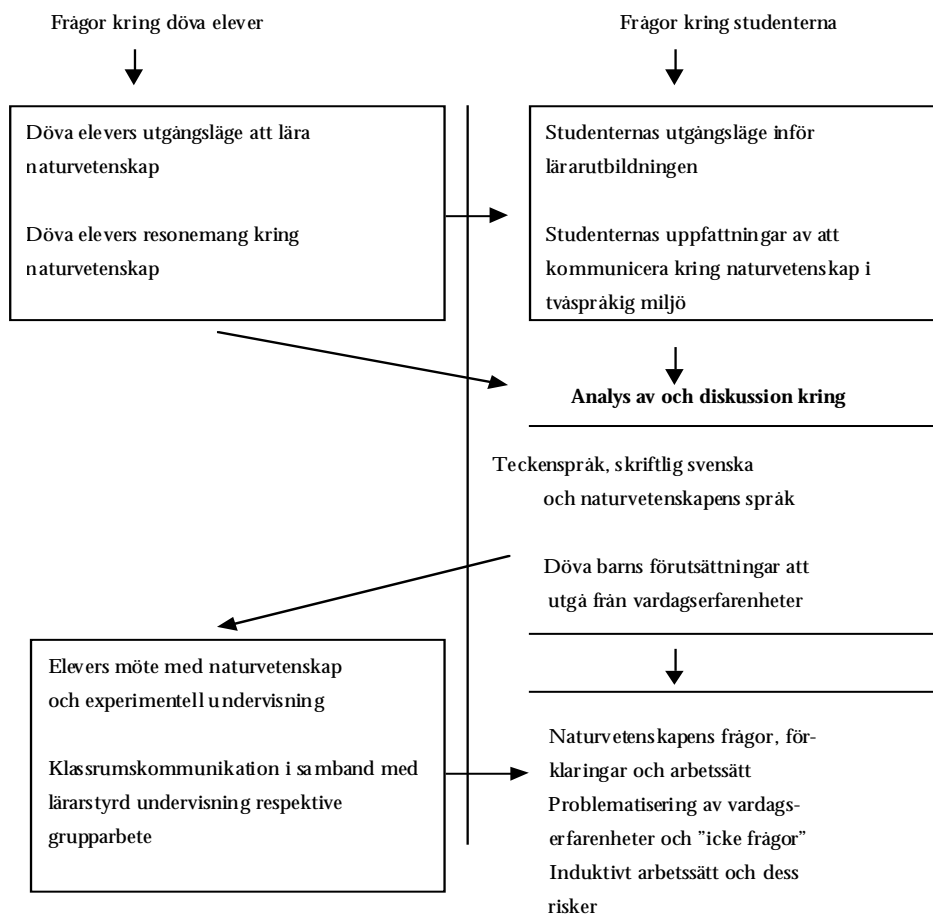 Frågor kring döva elever
Frågor kring studenterna
Döva elevers utgångsläge att lära
naturvetenskap
Döva elevers resonemang kring
naturvetenskap
Studenternas utgångsläge inför
lärarutbildningen
Studenternas uppfattningar av att
kommunicera kring naturvetenskap i
tvåspråkig miljö
Analys av och diskussion kring
Teckenspråk, skriftlig svenska
och naturvetenskapens språk
Döva barns förutsättningar att
utgå från vardagserfarenheter
Elevers möte med naturvetenskap
och experimentell undervisning
Klassrumskommunikation i samband med
lärarstyrd undervisning respektive
grupparbete
Naturvetenskapens frågor, för-
klaringar och arbetssätt
Problematisering av vardags-
erfarenheter och ”icke frågor”
Induktivt arbetssätt och dess
risker